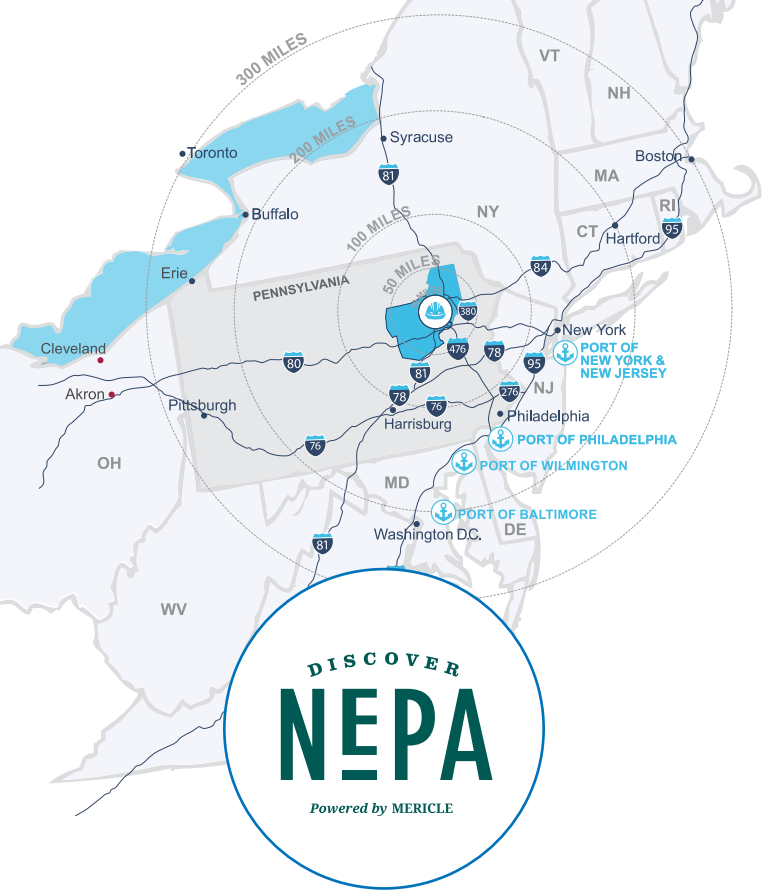 300 MILES
VT
NH
200 MILES
Syracuse
Toronto
Boston
81
MA
NY
RI
Buffalo
100 MILES
CT
95
Hartford
50 MILES
84
Erie
PENNSYLVANIA
380
New York
Cleveland
476
78
PORT OF
NEW YORK &
NEW JERSEY
80
95
81
NJ
276
Akron
78
76
Pittsburgh
Philadelphia
Harrisburg
PORT OF PHILADELPHIA
76
OH
PORT OF WILMINGTON
MD
PORT OF BALTIMORE
DE
Washington D.C.
81
WV
DISCOVER
NEPA
Powered by MERICLE